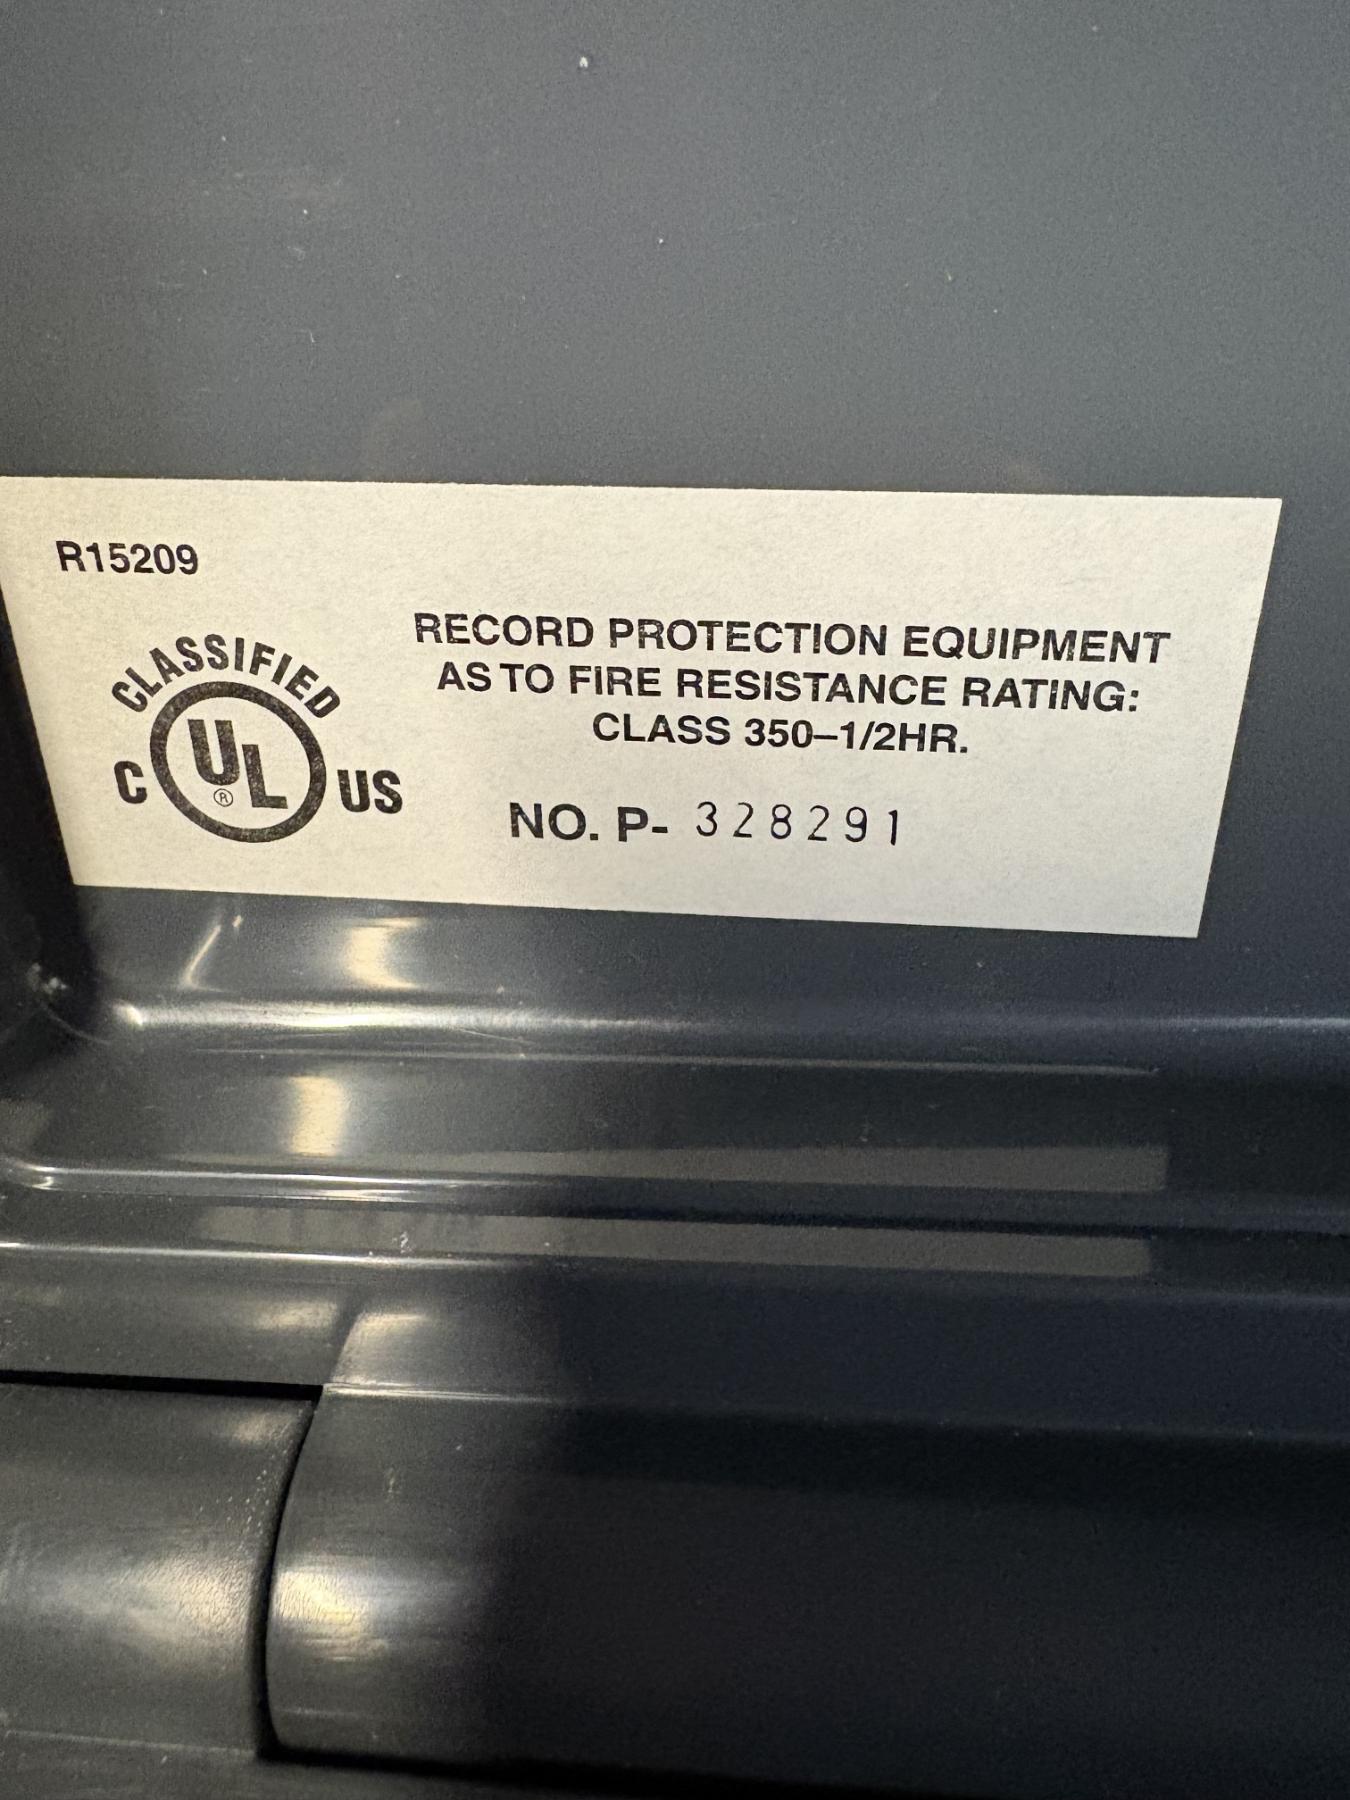 R15209
CLASSIFIED
C UL ® US
RECORD PROTECTION EQUIPMENT
AS TO FIRE RESISTANCE RATING:
CLASS 350–1/2HR.
NO. P- 328291